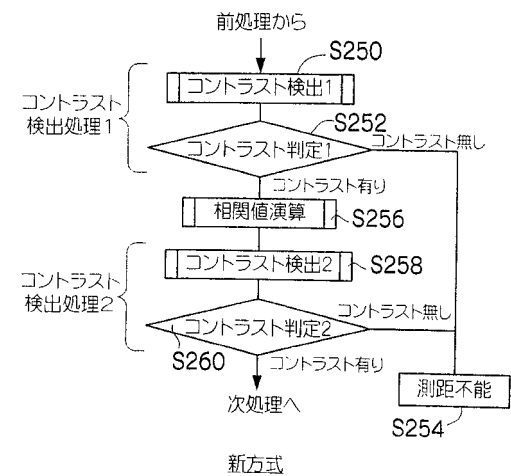 前処理から
S250
コントラスト検出1
コントラスト
検出処理1
S252
コントラスト判定1
コントラスト無し
コントラスト有り
相関値演算
S256
コントラスト検出2
S258
コントラスト
検出処理2
コントラスト無し
コントラスト判定2
S260
コントラスト有り
測距不能
次処理へ
S254
新方式